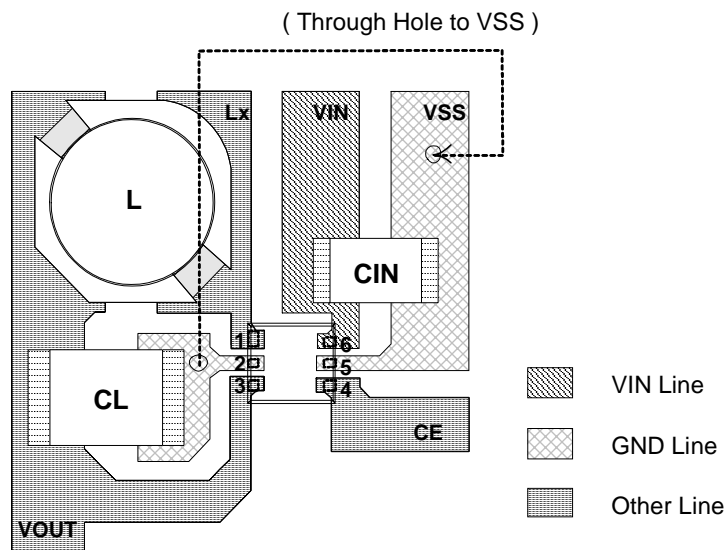 ( Through Hole to VSS )
Lx
VIN
VSS
L
CIN
1
6
2
5
3
4
CL
CE
VOUT
VIN Line
GND Line
Other Line